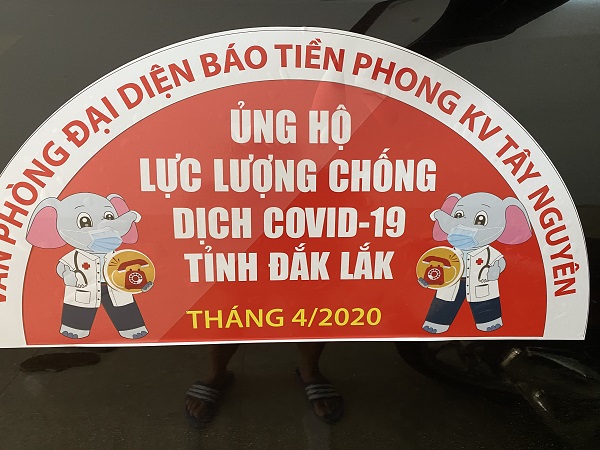 VĂN PHÒNG ĐẠI DIỆN BÁO TIỀN PHONG KV TÂY NGUYÊN
ỦNG HỘ
LỰC LƯỢNG CHỐNG
DỊCH COVID-19
TỈNH ĐẮK LẮK
THÁNG 4/2020